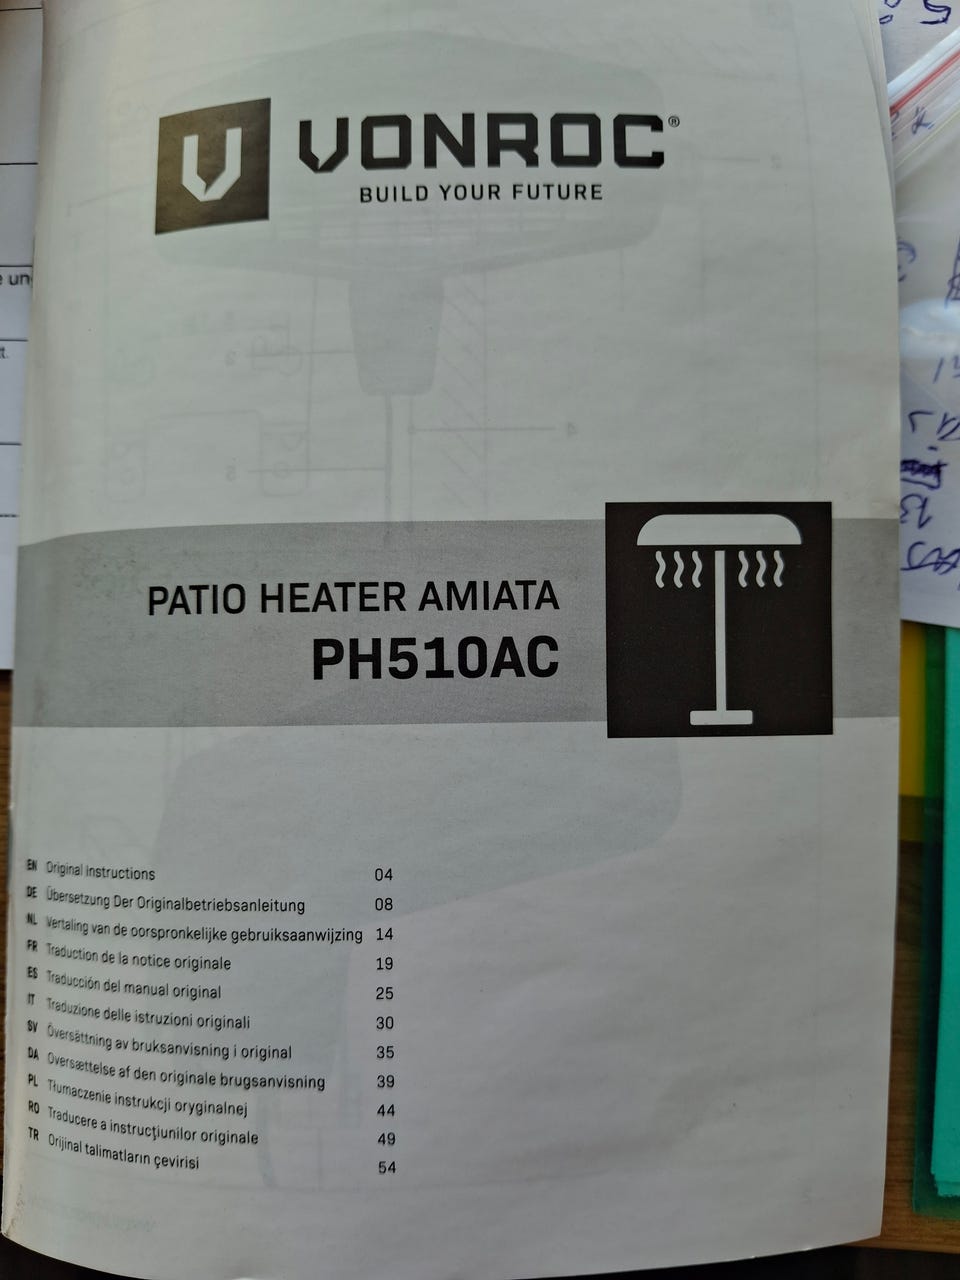 V VONROC®
BUILD YOUR FUTURE
PATIO HEATER AMIATA
PH510AC
EN Original Instructions 04
DE Übersetzung Der Originalbetriebsanleitung 08
NL Vertaling van de oorspronkelijke gebruiksaanwijzing 14
FR Traduction de la notice originale 19
ES Traducción del manual original 25
IT Traduzione delle istruzioni originali 30
SV Översättning av bruksanvisning i original 35
DA Oversættelse af den originale brugsanvisning 39
PL Tłumaczenie instrukcji oryginalnej 44
RO Traducere a instrucțiunilor originale 49
TR Orijinal talimatların çevirisi 54